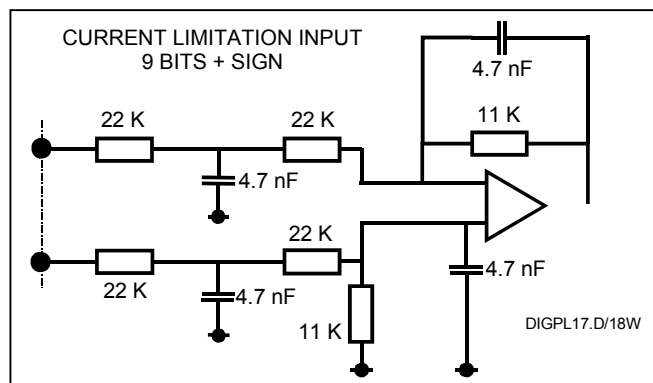 CURRENT LIMITATION INPUT
9 BITS + SIGN
4.7 nF
11 K
22 K
22 K
4.7 nF
22 K
22 K
4.7 nF
4.7 nF
11 K
DIGPL17.D/18W